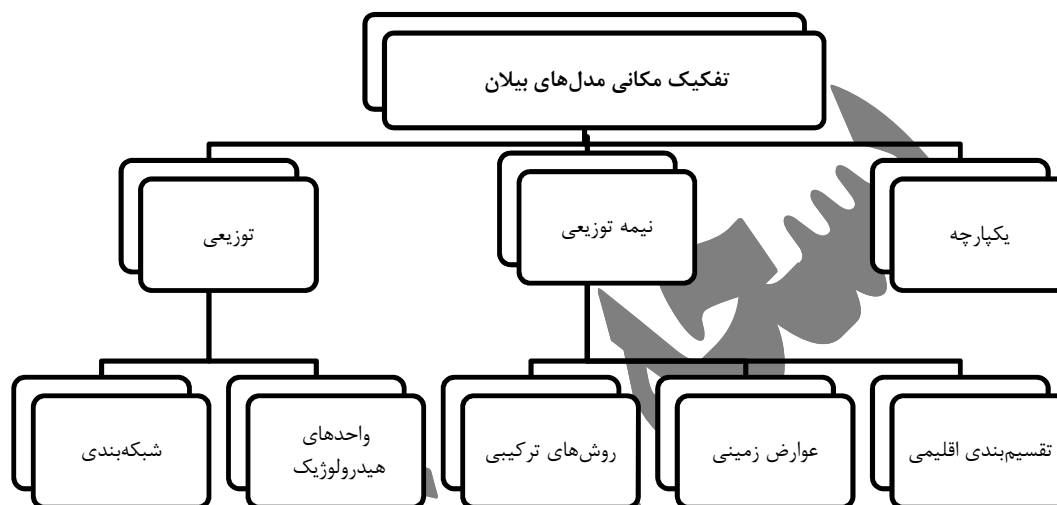 تفکیک مکانی مدل‌های بیلان
یکپارچه
نیمه توزیعی
توزیعی
تقسیم‌بندی اقلیمی
عوارض زمینی
روش‌های ترکیبی
واحدهای
هیدرولوژیک
شبکه‌بندی